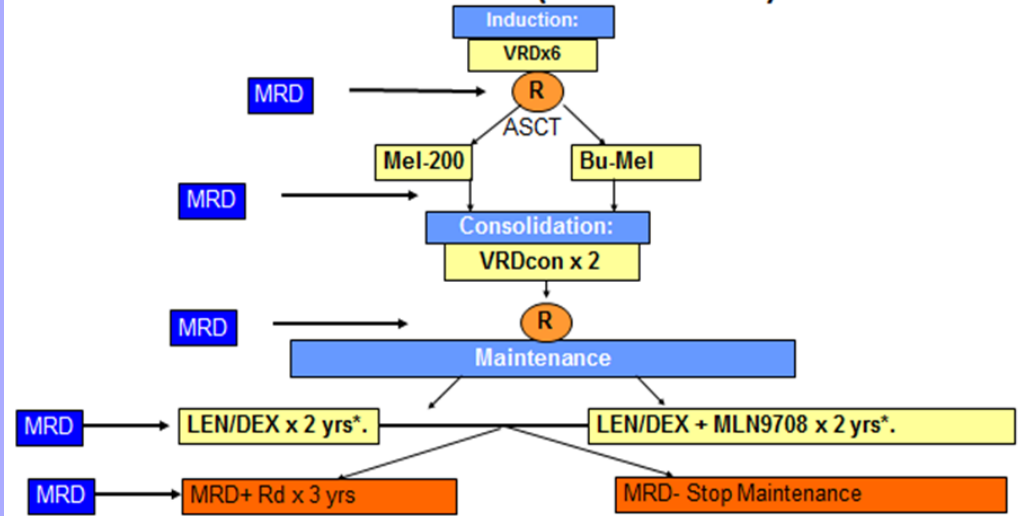 Induction:
VRDx6
MRD
R
ASCT
Mel-200
Bu-Mel
MRD
Consolidation:
VRDcon x 2
MRD
R
Maintenance
MRD
LEN/DEX x 2 yrs*.
LEN/DEX + MLN9708 x 2 yrs*.
MRD
MRD+ Rd x 3 yrs
MRD- Stop Maintenance